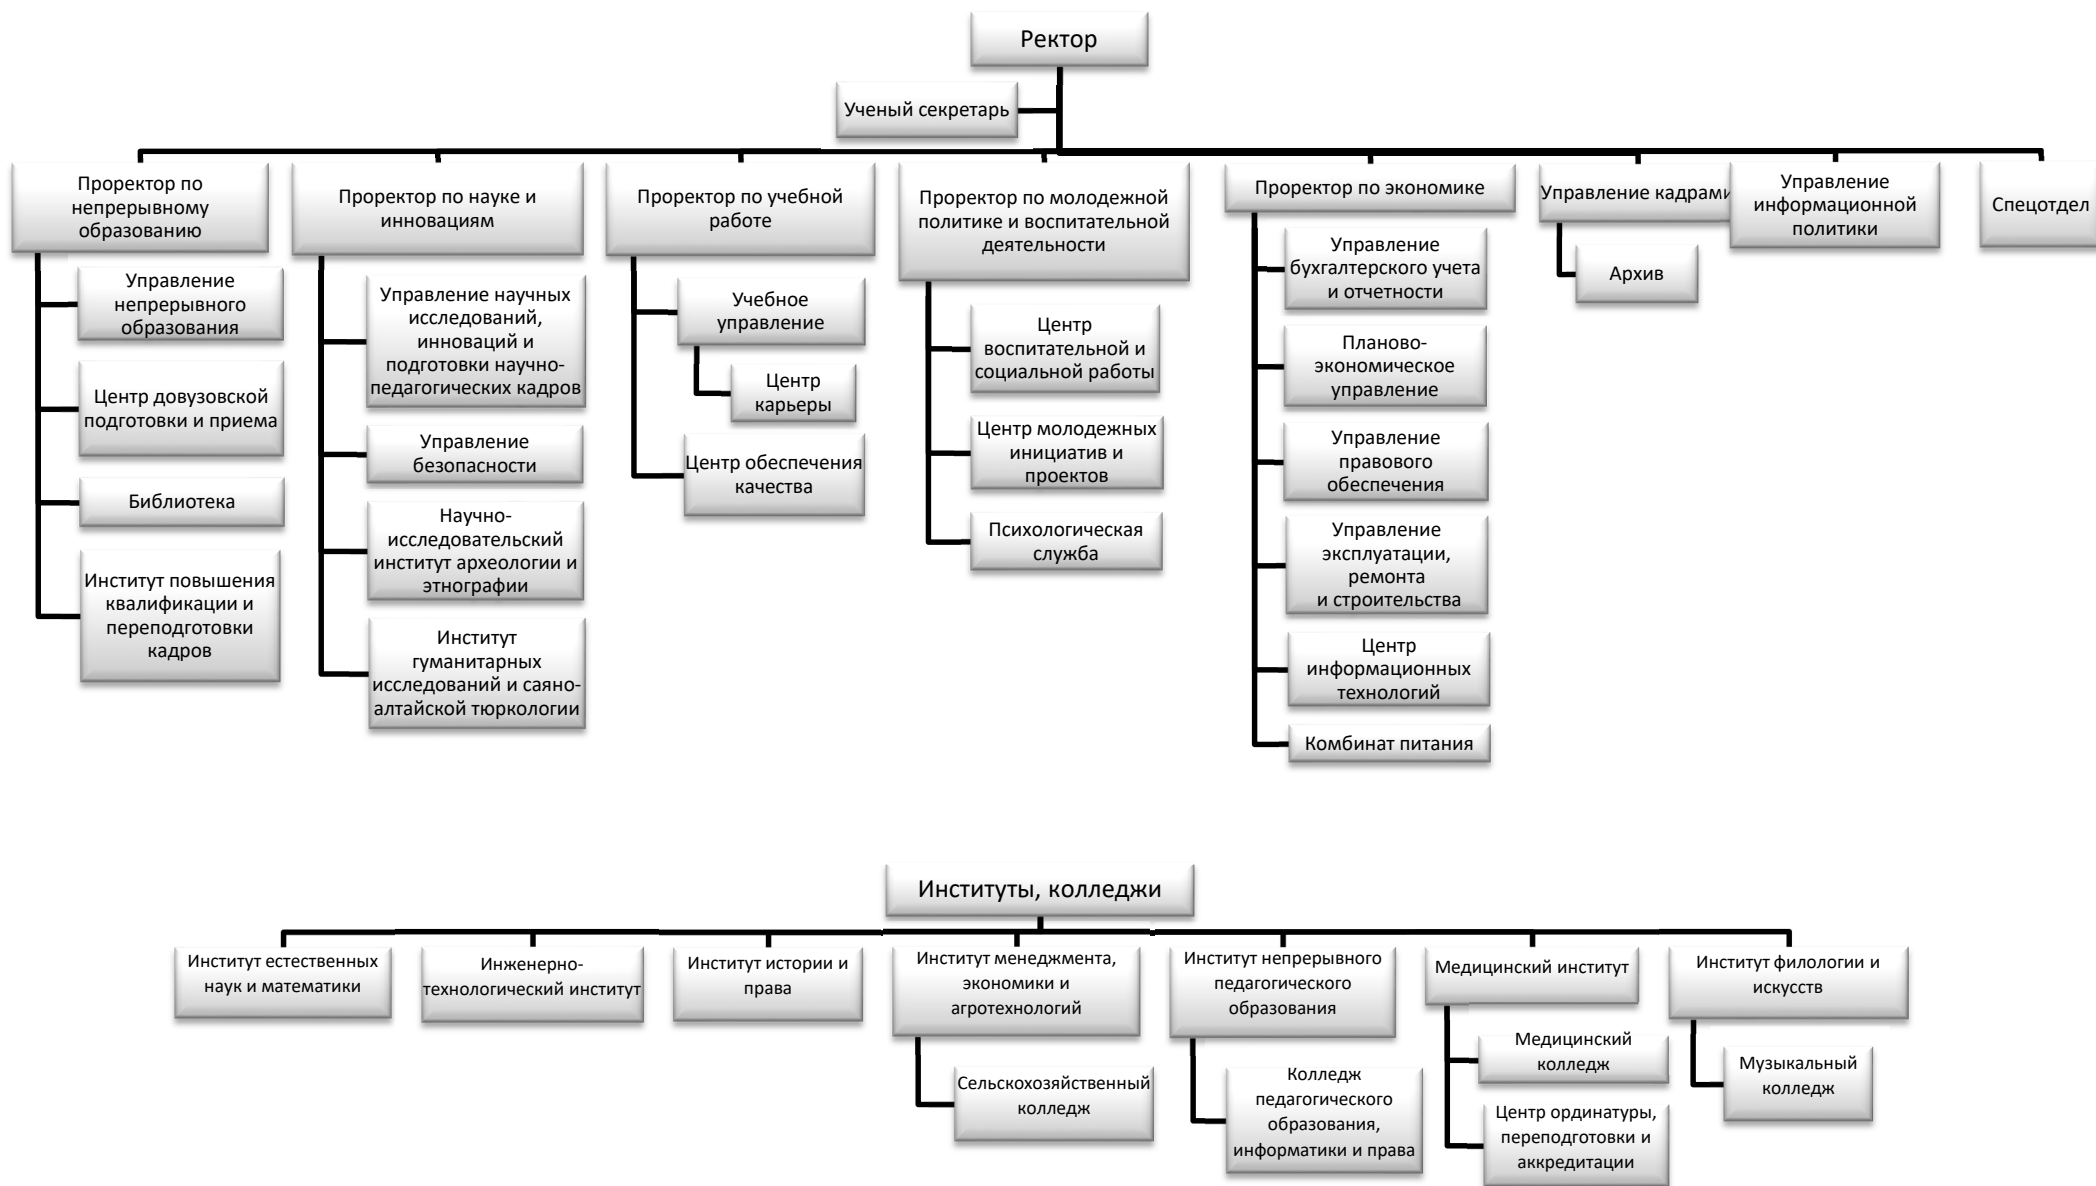 Ректор
Ученый секретарь
Проректор по
непрерывному
образованию
Управление
непрерывного
образования
Центр довузовской
подготовки и приема
Библиотека
Институт повышения
квалификации и
переподготовки
кадров
Проректор по науке и
инновациям
Управление научных
исследований,
инноваций и
подготовки научно-
педагогических кадров
Управление
безопасности
Научно-
исследовательский
институт археологии и
этнографии
Институт
гуманитарных
исследований и саяно-
алтайской тюркологии
Проректор по учебной
работе
Учебное
управление
Центр
карьеры
Центр обеспечения
качества
Проректор по молодежной
политике и воспитательной
деятельности
Центр
воспитательной и
социальной работы
Центр молодежных
инициатив и
проектов
Психологическая
служба
Проректор по экономике
Управление
бухгалтерского учета
и отчетности
Планово-
экономическое
управление
Управление
правового
обеспечения
Управление
эксплуатации,
ремонта
и строительства
Центр
информационных
технологий
Комбинат питания
Управление кадрами
Архив
Управление
информационной
политики
Спецотдел
Институты, колледжи
Институт естественных
наук и математики
Инженерно-
технологический институт
Институт истории и
права
Институт менеджмента,
экономики и
агротехнологий
Сельскохозяйственный
колледж
Институт непрерывного
педагогического
образования
Колледж
педагогического
образования,
информатики и права
Медицинский институт
Медицинский
колледж
Центр ординатуры,
переподготовки и
аккредитации
Институт филологии и
искусств
Музыкальный
колледж